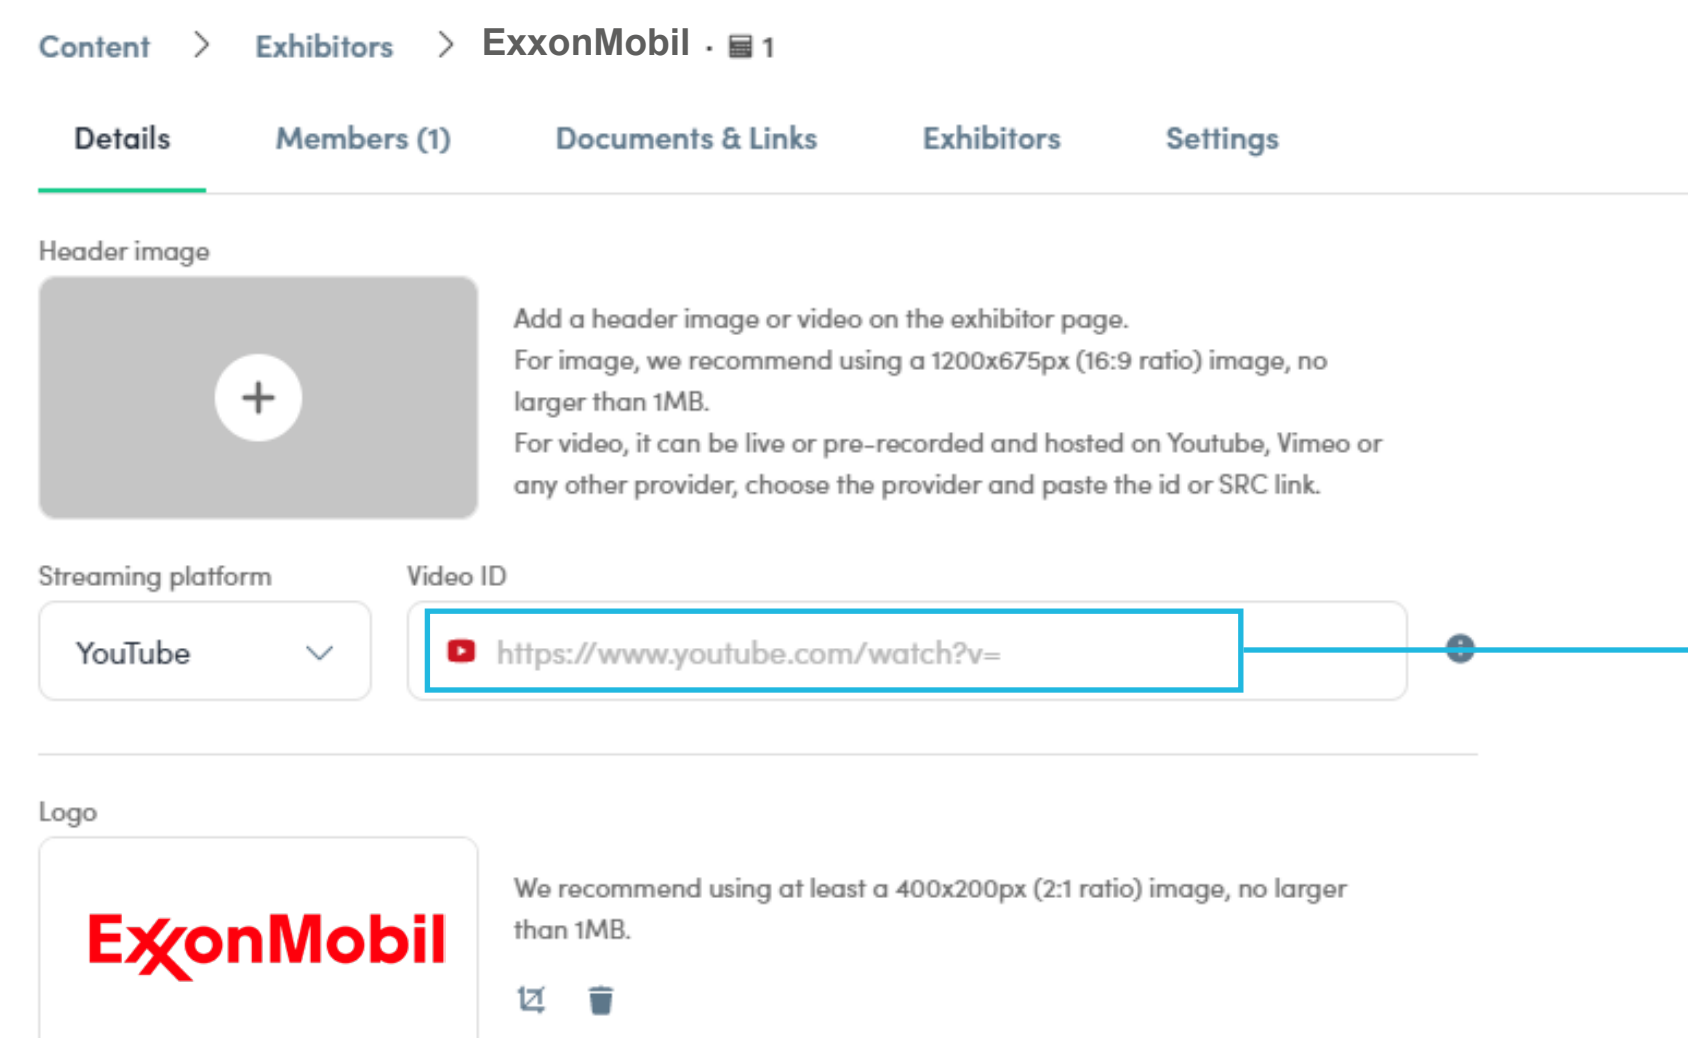 Content > Exhibitors > ExxonMobil · 1
Details Members (1) Documents & Links Exhibitors Settings
Header image
Add a header image or video on the exhibitor page.
For image, we recommend using a 1200x675px (16:9 ratio) image, no
larger than 1MB.
For video, it can be live or pre-recorded and hosted on Youtube, Vimeo or
any other provider, choose the provider and paste the id or SRC link.
Streaming platform Video ID
YouTube https://www.youtube.com/watch?v=
Logo
We recommend using at least a 400x200px (2:1 ratio) image, no larger
than 1MB.
ExxonMobil